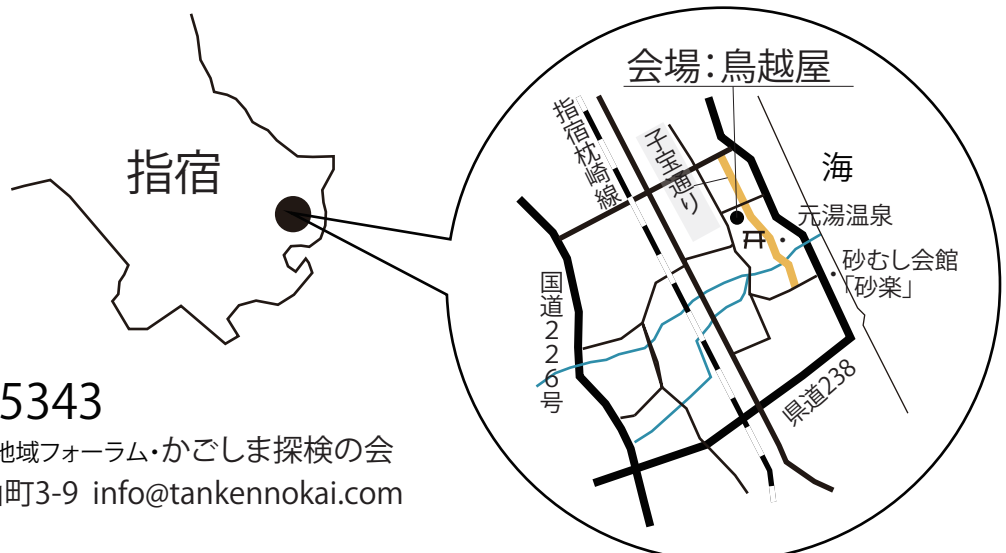 指宿
会場：鳥越屋
指宿枕崎線
子宝通り
海
元湯温泉
砂むし会館
「砂楽」
国道226号
県道238
5343
地域フォーラム・かごしま探検の会
町3-9 info@tankennokai.com